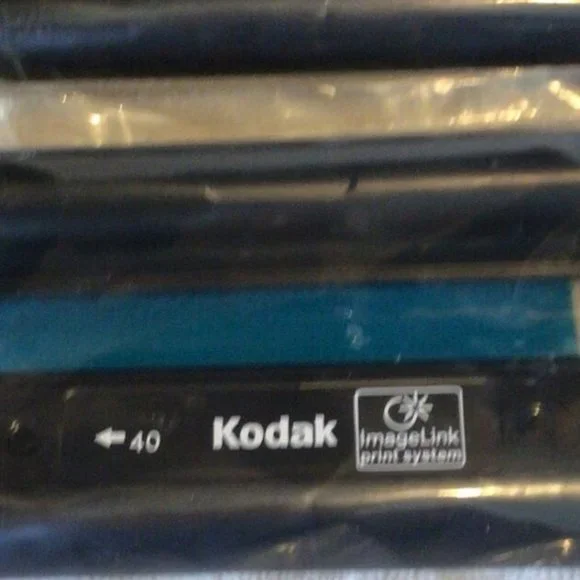 ←40
Kodak
ImageLink
print system